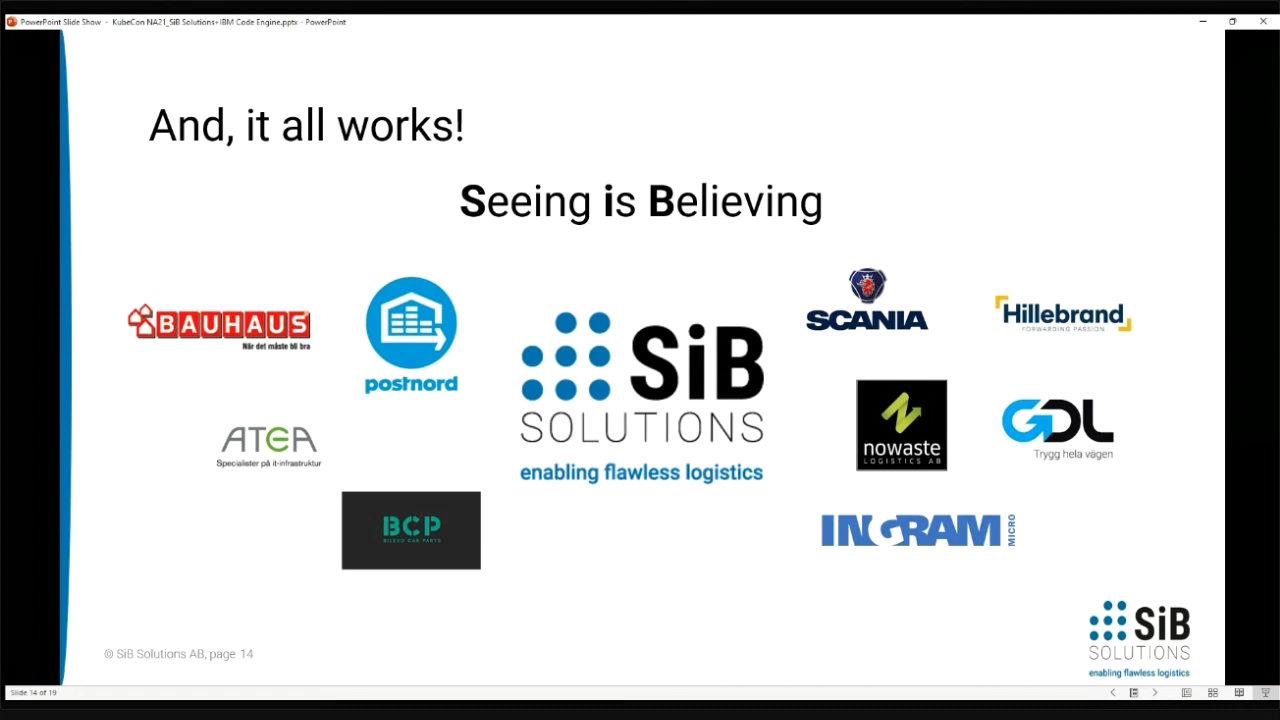 PowerPoint Slide Show - KubeCon NA21_SiB Solutions+IBM Code Engine.pptx - PowerPoint
And, it all works!
Seeing is Believing
BAUHAUS
När det måste bli bra
postnord
SiB
SOLUTIONS
enabling flawless logistics
SCANIA
Hillebrand
FORWARDING PASSION
ATEA
Specialister på it-infrastruktur
nowaste
LOGISTICS AB
GDL
Trygg hela vägen
BCP
BILXCO CAR PARTS
INGRAM
MICRO
© SiB Solutions AB, page 14
SiB
SOLUTIONS
enabling flawless logistics
Slide 14 of 19